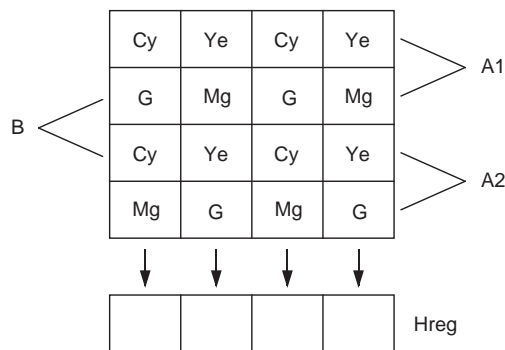 Cy Ye Cy Ye
A1
G Mg G Mg
B
Cy Ye Cy Ye
A2
Mg G Mg G
Hreg